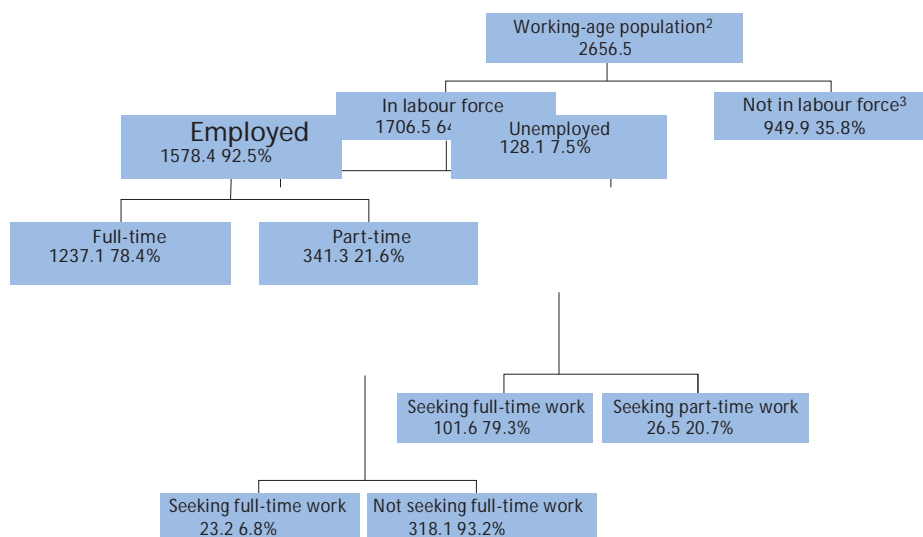 Working-age population²
2656.5
In labour force
1706.5 64
Not in labour force³
949.9 35.8%
Employed
1578.4 92.5%
Unemployed
128.1 7.5%
Full-time
1237.1 78.4%
Part-time
341.3 21.6%
Seeking full-time work
101.6 79.3%
Seeking part-time work
26.5 20.7%
Seeking full-time work
23.2 6.8%
Not seeking full-time work
318.1 93.2%